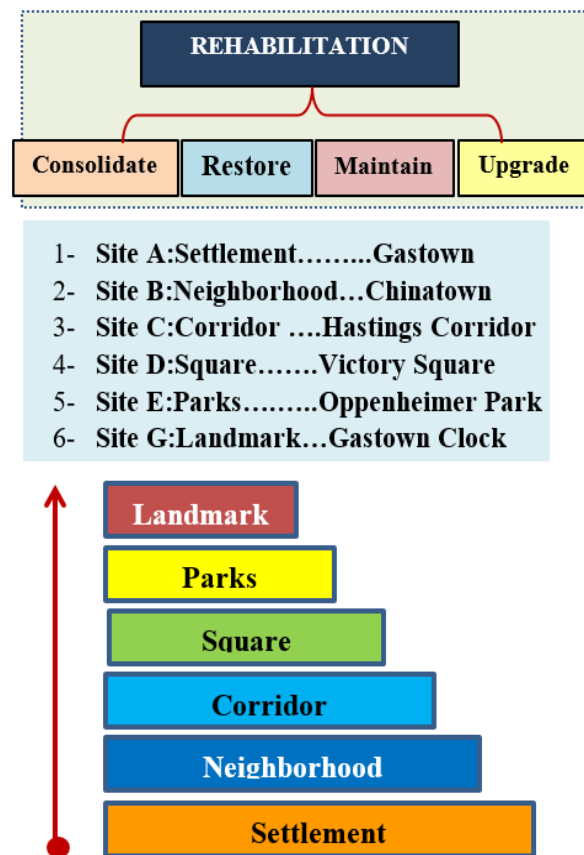 REHABILITATION
Consolidate
Restore
Maintain
Upgrade
1- Site A:Settlement……...Gastown
2- Site B:Neighborhood…Chinatown
3- Site C:Corridor ….Hastings Corridor
4- Site D:Square…….Victory Square
5- Site E:Parks….…..Oppenheimer Park
6- Site G:Landmark…Gastown Clock
Landmark
Parks
Square
Corridor
Neighborhood
Settlement